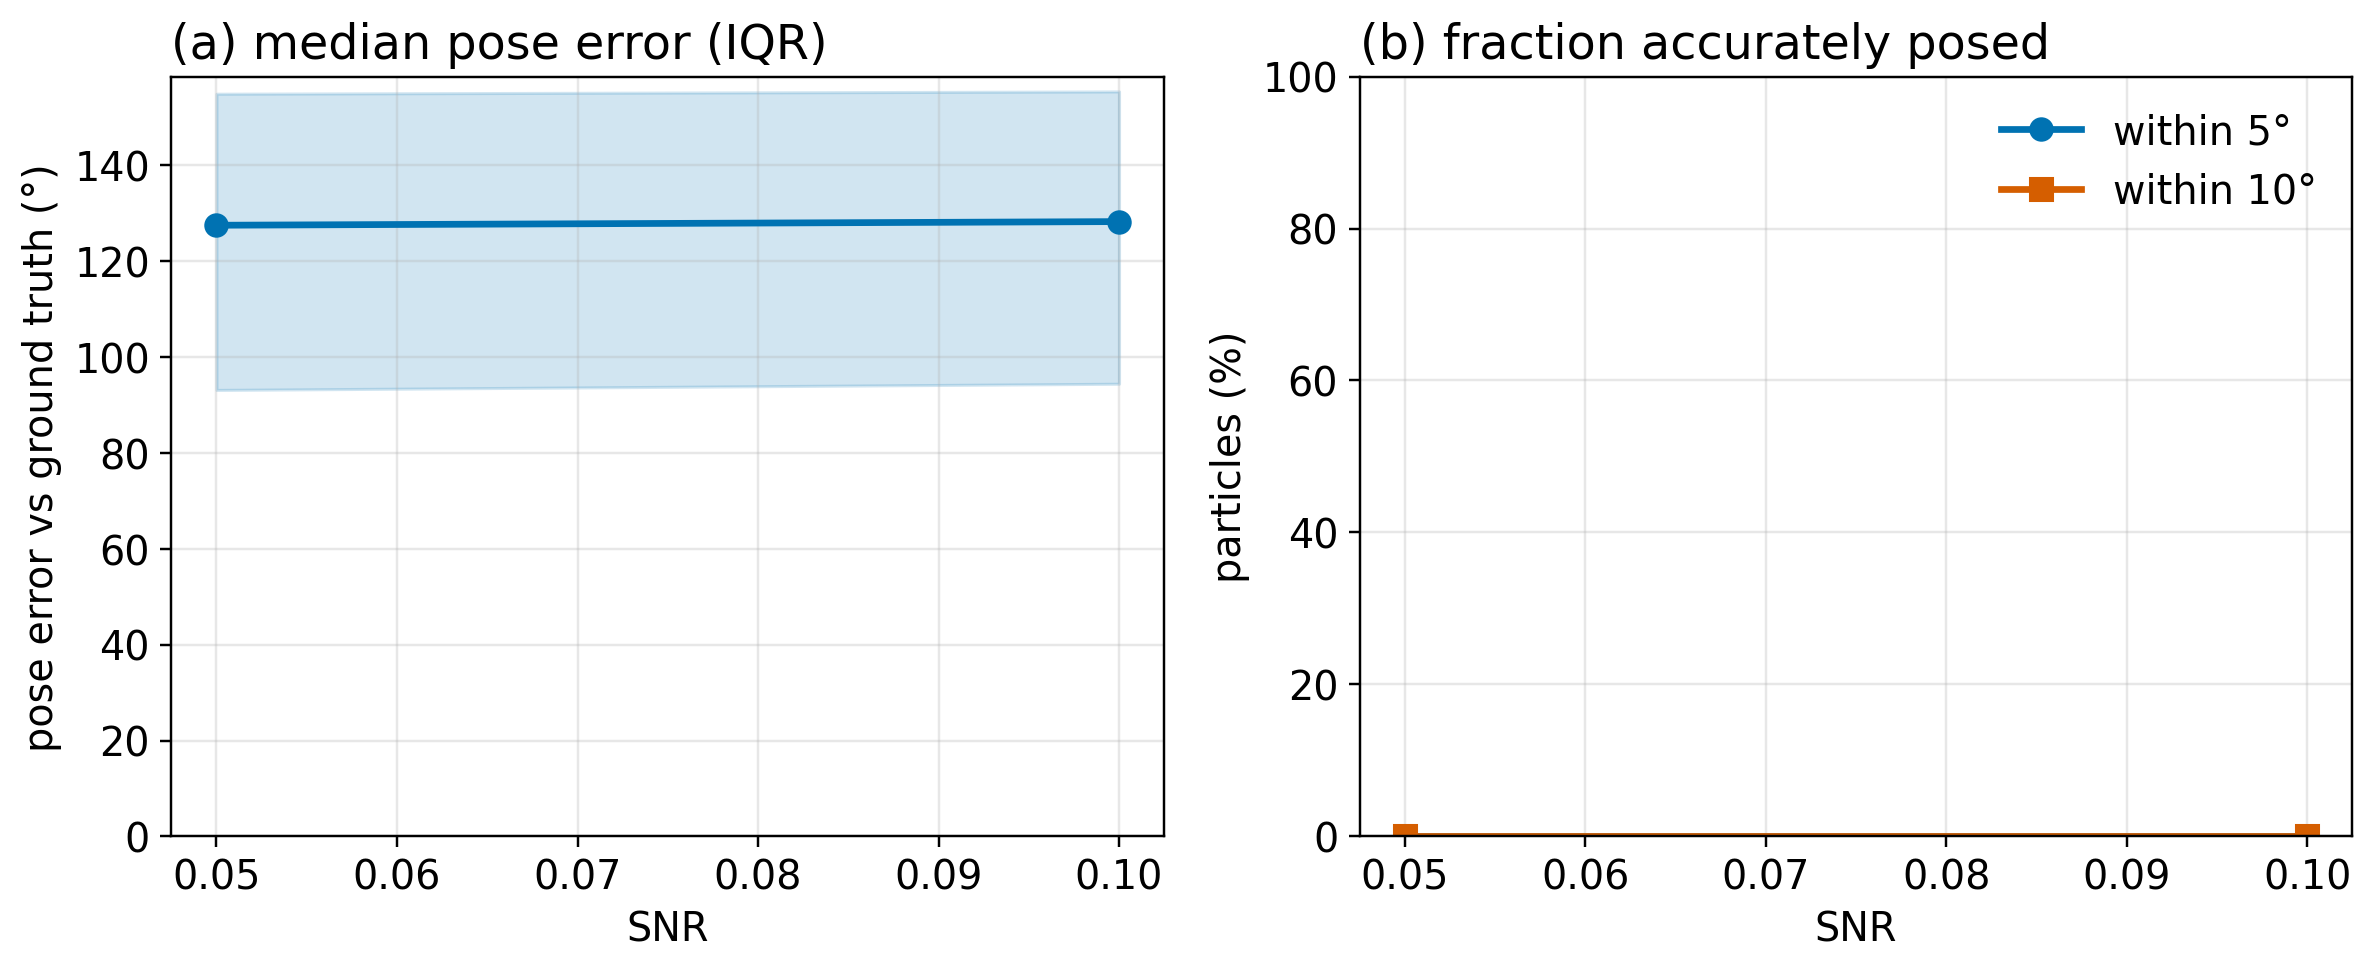 (a) median pose error (IQR)
pose error vs ground truth (°)
140
120
100
80
60
40
20
0
0.05 0.06 0.07 0.08 0.09 0.10
SNR
(b) fraction accurately posed
particles (%)
100
80
60
40
20
0
within 5°
within 10°
0.05 0.06 0.07 0.08 0.09 0.10
SNR